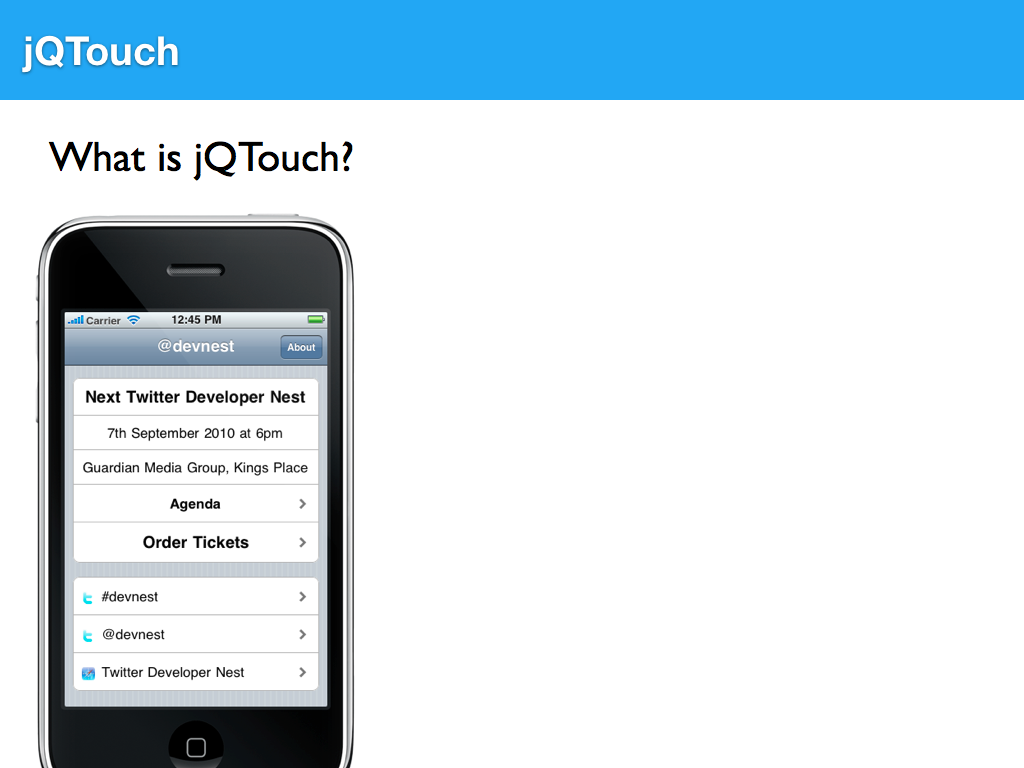 jQTouch
What is jQTouch?
Carrier 12:45 PM
@devnest About
Next Twitter Developer Nest
7th September 2010 at 6pm
Guardian Media Group, Kings Place
Agenda
Order Tickets
#devnest
@devnest
Twitter Developer Nest